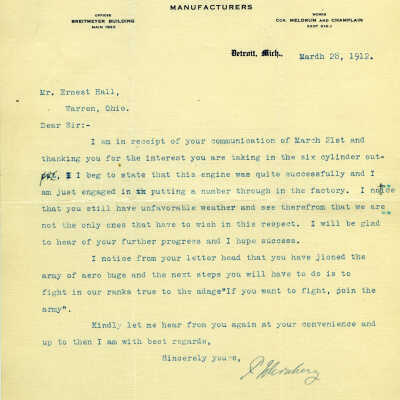 MANUFACTURERS
OFFICES
BREITMEYER BUILDING
MAIN
WORKS
COR. MELDRUM AND CHAMPLAIN
EAST
Detroit, Mich., Mardh 28, 1912.
Mr. Ernest Hall,
Warren, Ohio.
Dear Sir:-
I am in receipt of your communication of March 21st and
thanking you for the interest you are taking in the six cylinder out-
I beg to state that this engine was quite successfully and I
am just engaged in putting a number through in the factory. I notice
that you still have unfavorable weather and see therefrom that we are
not the only ones that have to wish in this respect. I will be glad
to hear of your further progress and I hope success.
I notice from your letter head that you have jioned the
army of aero bugs and the next steps you will have to do is to
fight in our ranks true to the adage"If you want to fight, join the
army".
Kindly let me hear from you again at your convenience and
up to then I am with best regards,
Sincerely yours,